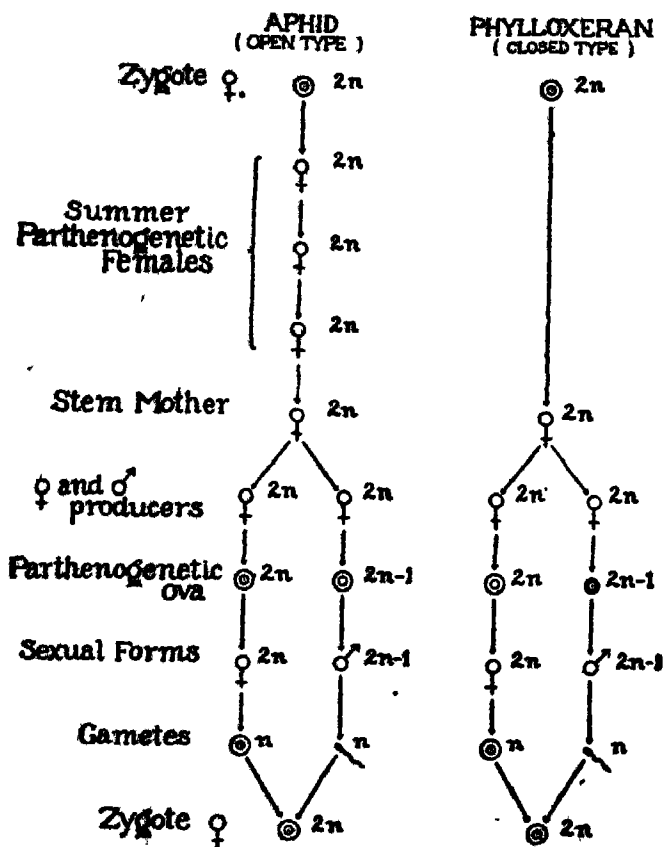 APHID PHYLLOXERAN
(OPEN TYPE) (CLOSED TYPE)
Zygote ♀. 2n 2n
♀ 2n
Summer
Parthenogenetic ♀ 2n
Females
♀ 2n
Stem Mother ♀ 2n ♀ 2n
♀ and ♂ ♀ 2n ♀ 2n ♀ 2n ♀ 2n
producers
Parthenogenetic 2n 2n-1 2n 2n-1
ova
Sexual Forms ♀ 2n ♂ 2n-1 ♀ 2n ♂ 2n-1
Gametes n n n n
Zygote ♀ 2n 2n